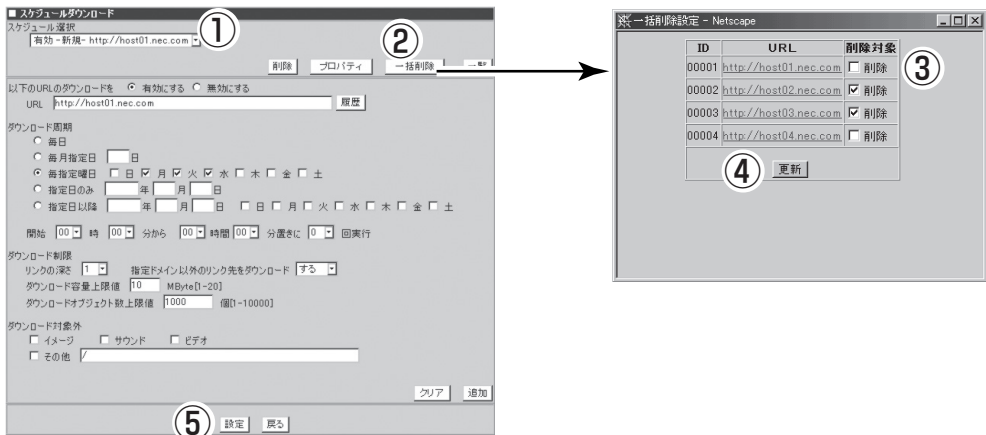 ■ スケジュールダウンロード
スケジュール選択
有効 -新規- http://host01.nec.com
①
②
削除 プロパティ 一括削除 一覧
以下のURLのダウンロードを 有効にする 無効にする
URL http://host01.nec.com 履歴
ダウンロード周期
毎日
毎月指定日 日
毎指定曜日 日 月 火 水 木 金 土
指定日のみ 年 月 日
指定日以降 年 月 日 日 月 火 水 木 金 土
開始 00 時 00 分から 00 時間 00 分置きに 0 回実行
ダウンロード制限
リンクの深さ 1 指定ドメイン以外のリンク先をダウンロード する
ダウンロード容量上限値 10 MByte[1-20]
ダウンロードオブジェクト数上限値 1000 個[1-10000]
ダウンロード対象外
イメージ サウンド ビデオ
その他 /
クリア 追加
⑤ 設定 戻る
一括削除設定 - Netscape
ID URL 削除対象
00001 http://host01.nec.com 削除
③
00002 http://host02.nec.com 削除
00003 http://host03.nec.com 削除
00004 http://host04.nec.com 削除
④ 更新